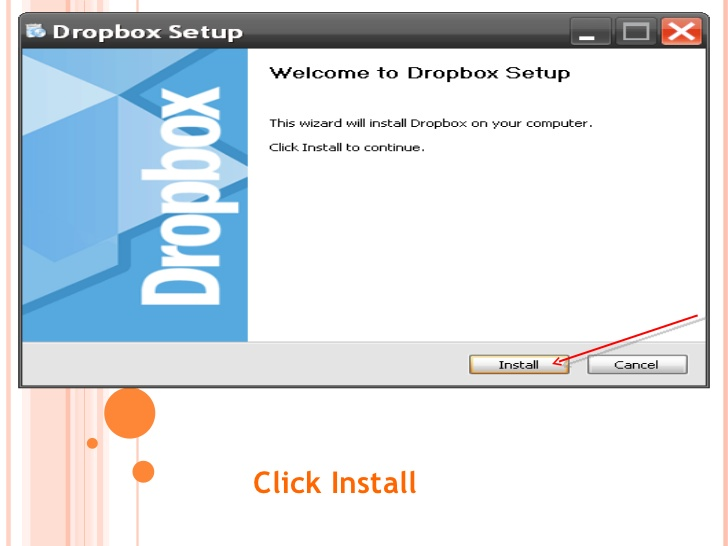 Dropbox Setup
Welcome to Dropbox Setup
Dropbox
This wizard will install Dropbox on your computer.
Click Install to continue.
Install
Cancel
Click Install